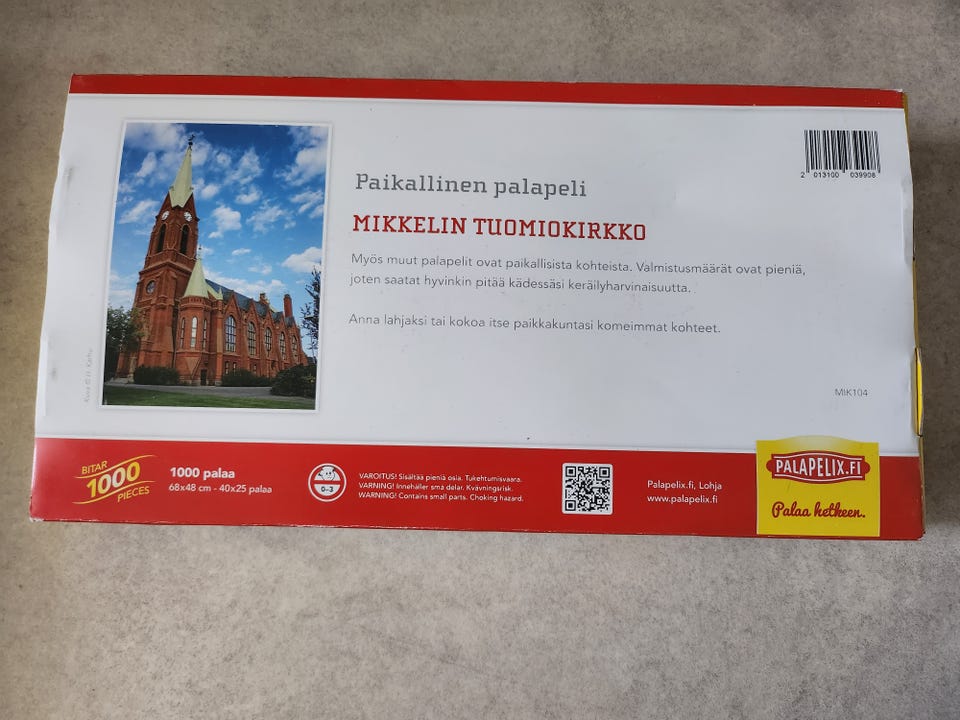 Paikallinen palapeli
MIKKELIN TUOMIOKIRKKO
Myös muut palapelit ovat paikallisista kohteista. Valmistusmäärät ovat pieniä,
joten saatat hyvinkin pitää kädessäsi keräilyharvinaisuutta.
Anna lahjaksi tai kokoa itse paikkakuntasi komeimmat kohteet.
2 013100 039908
MIK104
BITAR
1000
PIECES
1000 palaa
68x48 cm - 40x25 palaa
0-3
VAROITUS! Sisältää pieniä osia. Tukehtumisvaara.
VARNING! Innehåller små delar. Kvävningsrisk.
WARNING! Contains small parts. Choking hazard.
Palapelix.fi, Lohja
www.palapelix.fi
PALAPELIX.FI
Palaa hetkeen.